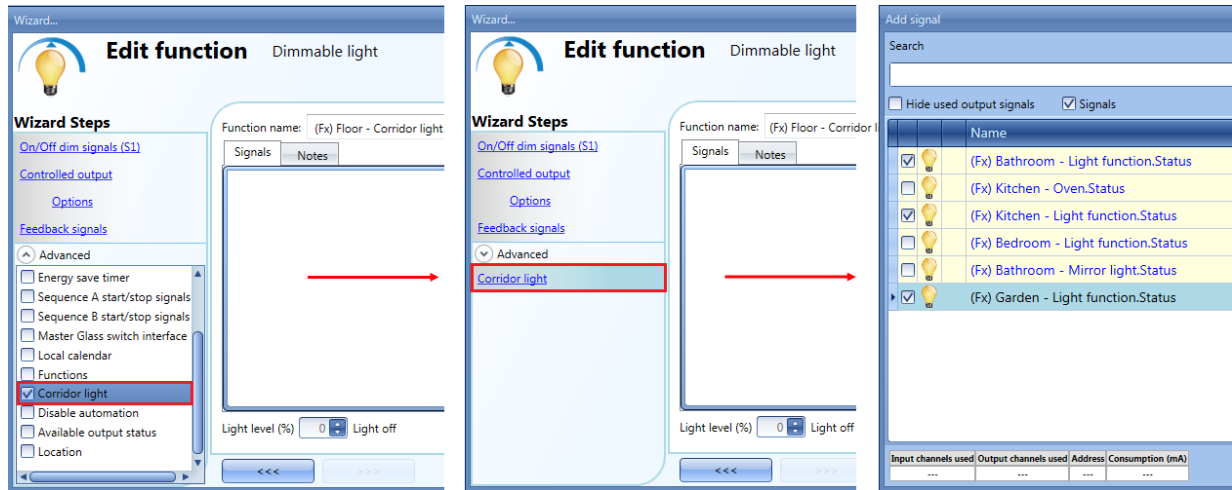 Wizard...
Edit function Dimmable light
Wizard Steps
On/Off dim signals (S1)
Controlled output
Options
Feedback signals
Advanced
Energy save timer
Sequence A start/stop signals
Sequence B start/stop signals
Master Glass switch interface
Local calendar
Functions
Corridor light
Disable automation
Available output status
Location
Function name: (Fx) Floor - Corridor light
Signals Notes
Light level (%) 0 Light off
<<< >>>
Wizard...
Edit function Dimmable light
Wizard Steps
On/Off dim signals (S1)
Controlled output
Options
Feedback signals
Advanced
Corridor light
Function name: (Fx) Floor - Corridor li
Signals Notes
Light level (%) 0 Light off
<<< >>>
Add signal
Search
Hide used output signals Signals
Name
(Fx) Bathroom - Light function.Status
(Fx) Kitchen - Oven.Status
(Fx) Kitchen - Light function.Status
(Fx) Bedroom - Light function.Status
(Fx) Bathroom - Mirror light.Status
(Fx) Garden - Light function.Status
Input channels used Output channels used Address Consumption (mA)
--- --- --- ---